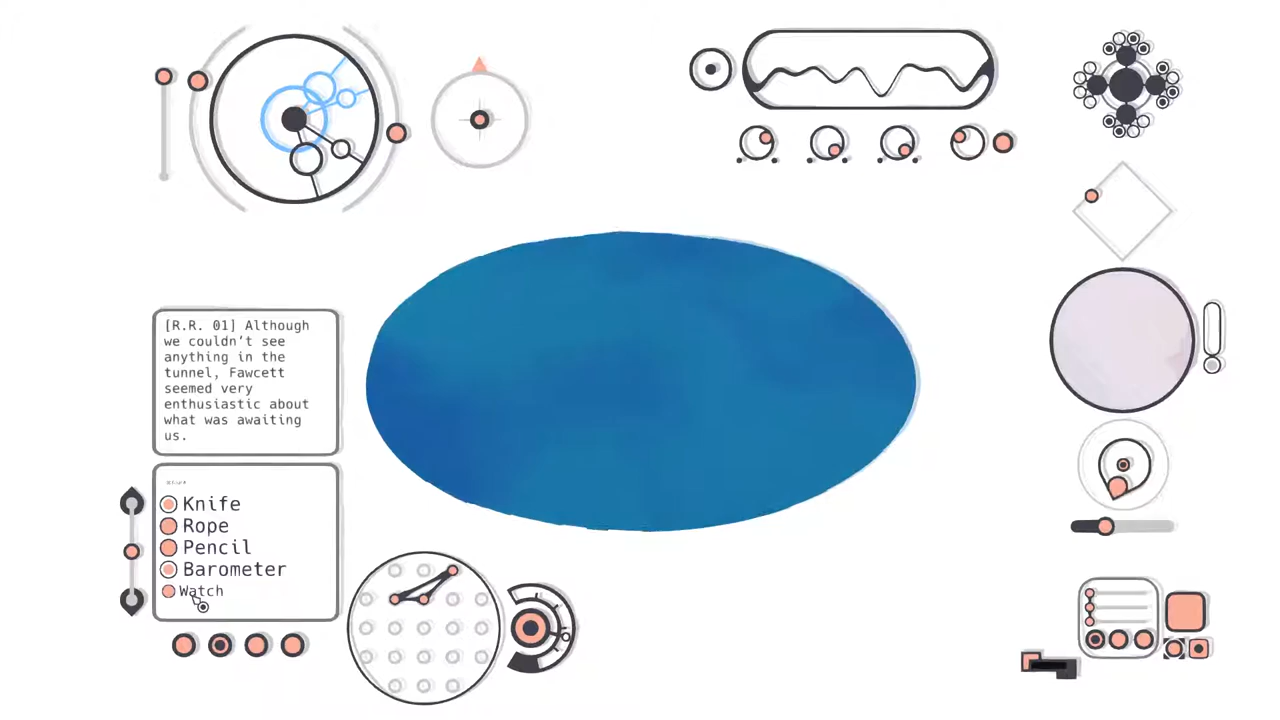 [R.R. 01] Although
we couldn't see
anything in the
tunnel, Fawcett
seemed very
enthusiastic about
what was awaiting
us.
Knife
Rope
Pencil
Barometer
Watch